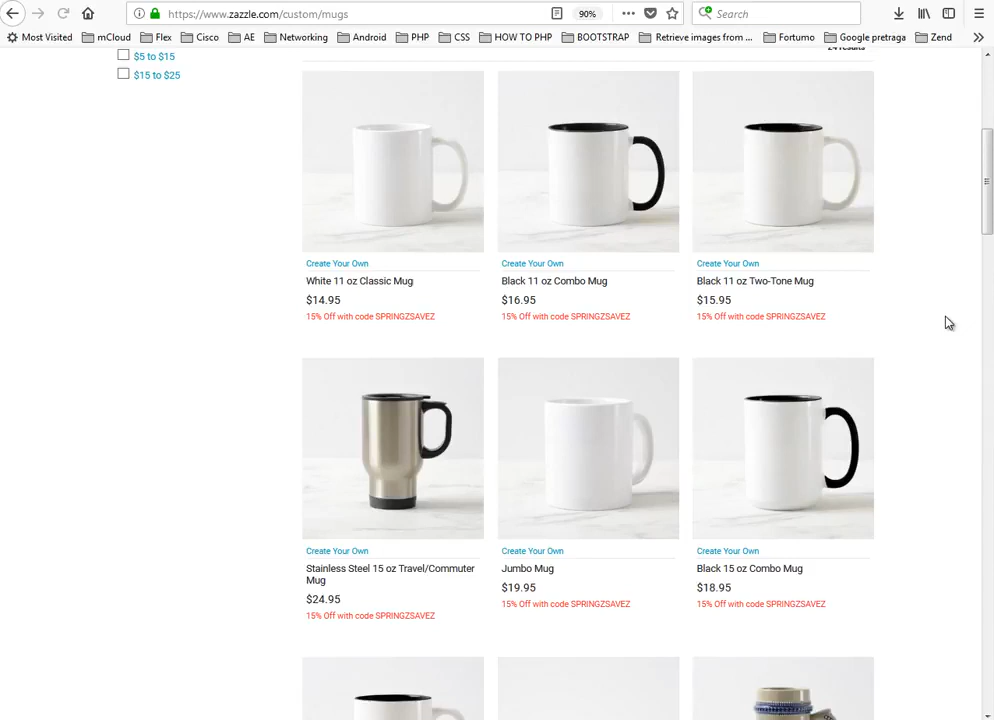 https://www.zazzle.com/custom/mugs
90%
Search
Most Visited
mCloud
Flex
Cisco
AE
Networking
Android
PHP
CSS
HOW TO PHP
BOOTSTRAP
Retrieve images from ...
Fortumo
Google pretraga
Zend
$5 to $15
24 results
$15 to $25
Create Your Own
White 11 oz Classic Mug
$14.95
15% Off with code SPRINGZSAVEZ
Create Your Own
Black 11 oz Combo Mug
$16.95
15% Off with code SPRINGZSAVEZ
Create Your Own
Black 11 oz Two-Tone Mug
$15.95
15% Off with code SPRINGZSAVEZ
Create Your Own
Stainless Steel 15 oz Travel/Commuter
Mug
$24.95
15% Off with code SPRINGZSAVEZ
Create Your Own
Jumbo Mug
$19.95
15% Off with code SPRINGZSAVEZ
Create Your Own
Black 15 oz Combo Mug
$18.95
15% Off with code SPRINGZSAVEZ